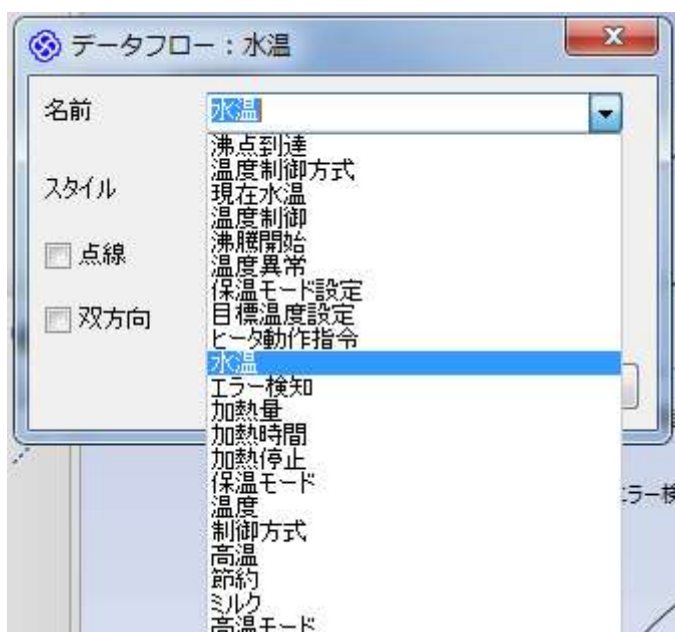 データフロー：水温
名前
水温
沸点到達
温度制御方式
スタイル
現在水温
温度制御
沸騰開始
点線
温度異常
保温モード設定
双方向
目標温度設定
ヒータ動作指令
水温
エラー検知
加熱量
加熱時間
加熱停止
保温モード
温度
制御方式
高温
節約
ミルク
高温モード